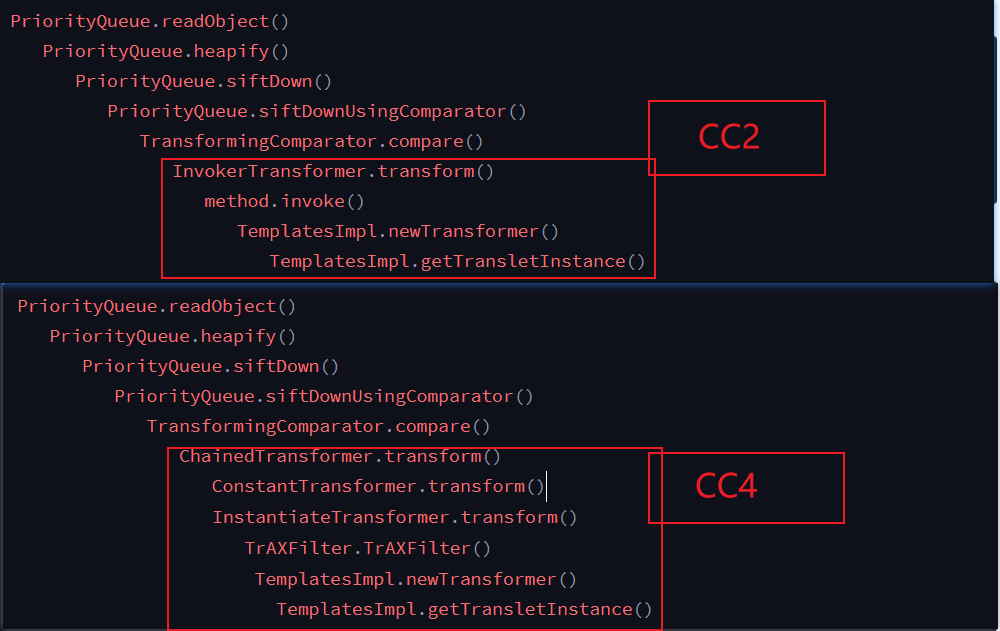 PriorityQueue.readObject()
PriorityQueue.heapify()
PriorityQueue.siftDown()
PriorityQueue.siftDownUsingComparator()
CC2
TransformingComparator.compare()
InvokerTransformer.transform()
method.invoke()
TemplatesImpl.newTransformer()
TemplatesImpl.getTransletInstance()
PriorityQueue.readObject()
PriorityQueue.heapify()
PriorityQueue.siftDown()
PriorityQueue.siftDownUsingComparator()
TransformingComparator.compare()
ChainedTransformer.transform()
ConstantTransformer.transform()
CC4
InstantiateTransformer.transform()
TrAXFilter.TrAXFilter()
TemplatesImpl.newTransformer()
TemplatesImpl.getTransletInstance()